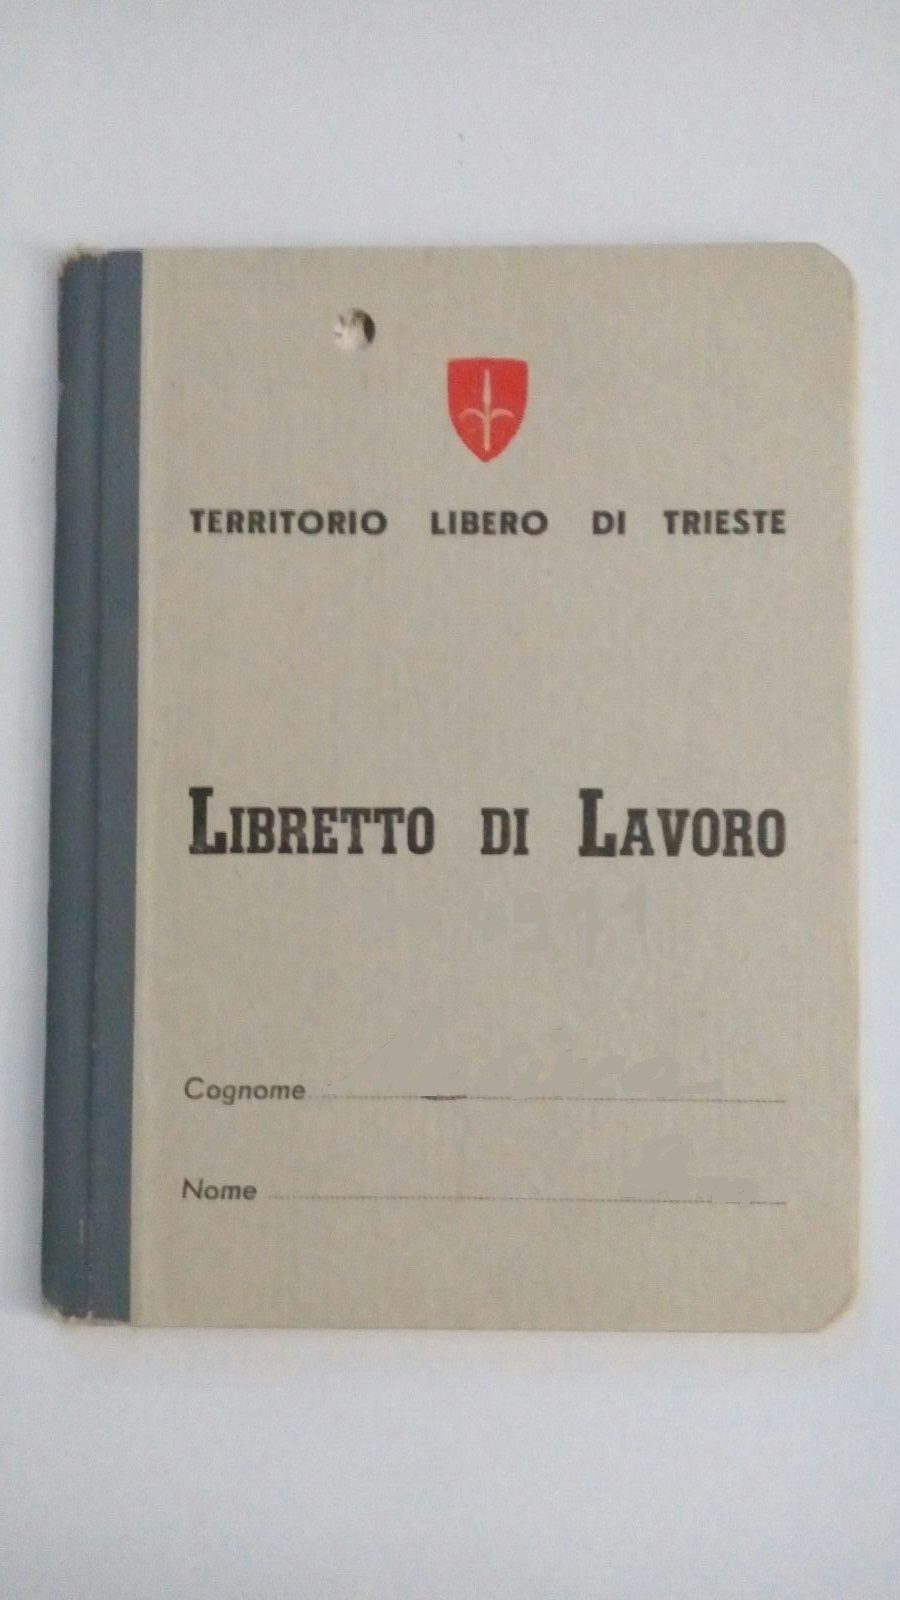 TERRITORIO LIBERO DI TRIESTE
LIBRETTO DI LAVORO
Cognome
Nome